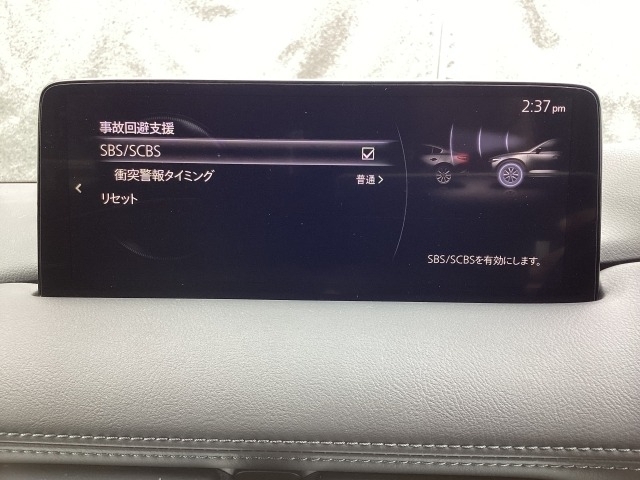 2:37pm
事故回避支援
SBS/SCBS
衝突警報タイミング 普通
リセット
SBS/SCBSを有効にします。